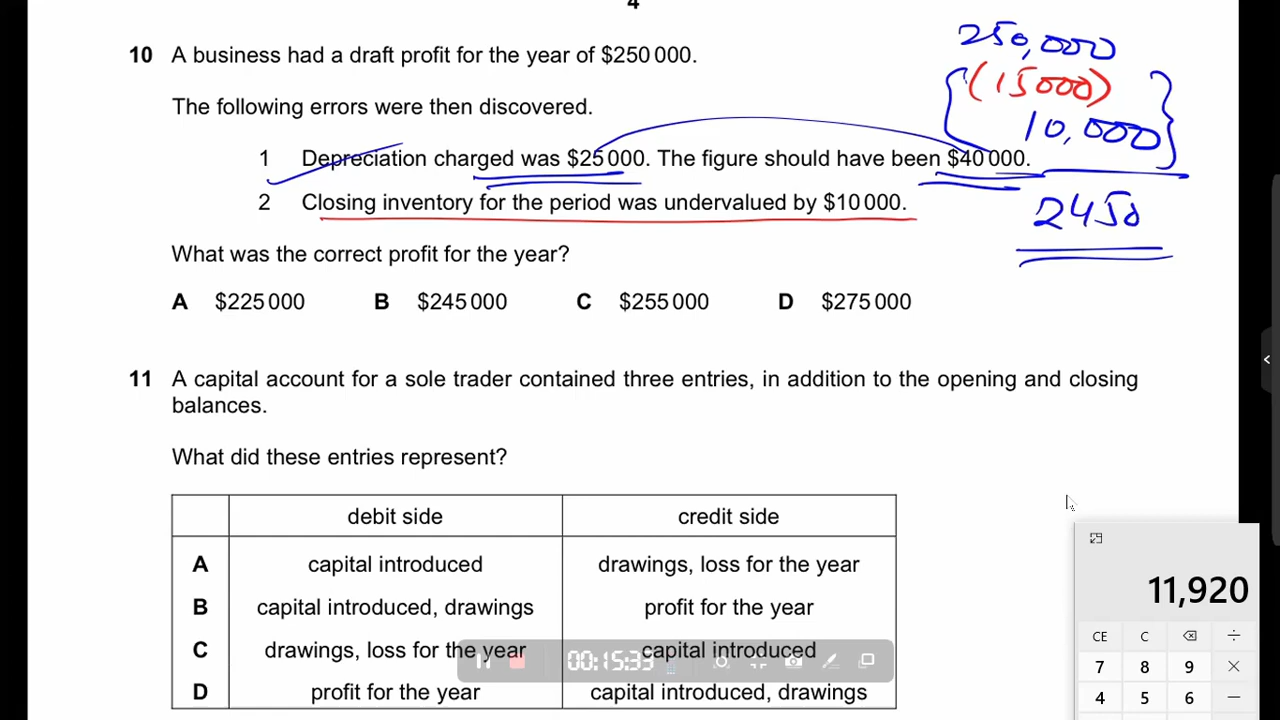 4
250,000
10 A business had a draft profit for the year of $250 000.
(15000)
The following errors were then discovered.
10,000
1 Depreciation charged was $25 000. The figure should have been $40 000.
2 Closing inventory for the period was undervalued by $10 000.
2450
What was the correct profit for the year?
A $225 000 B $245 000 C $255 000 D $275 000
11 A capital account for a sole trader contained three entries, in addition to the opening and closing
balances.
What did these entries represent?
debit side credit side
A capital introduced drawings, loss for the year
B capital introduced, drawings profit for the year
C drawings, loss for the year capital introduced
D profit for the year capital introduced, drawings
00:15:33
11,920
CE C ⌫ ÷
7 8 9 ×
4 5 6 −